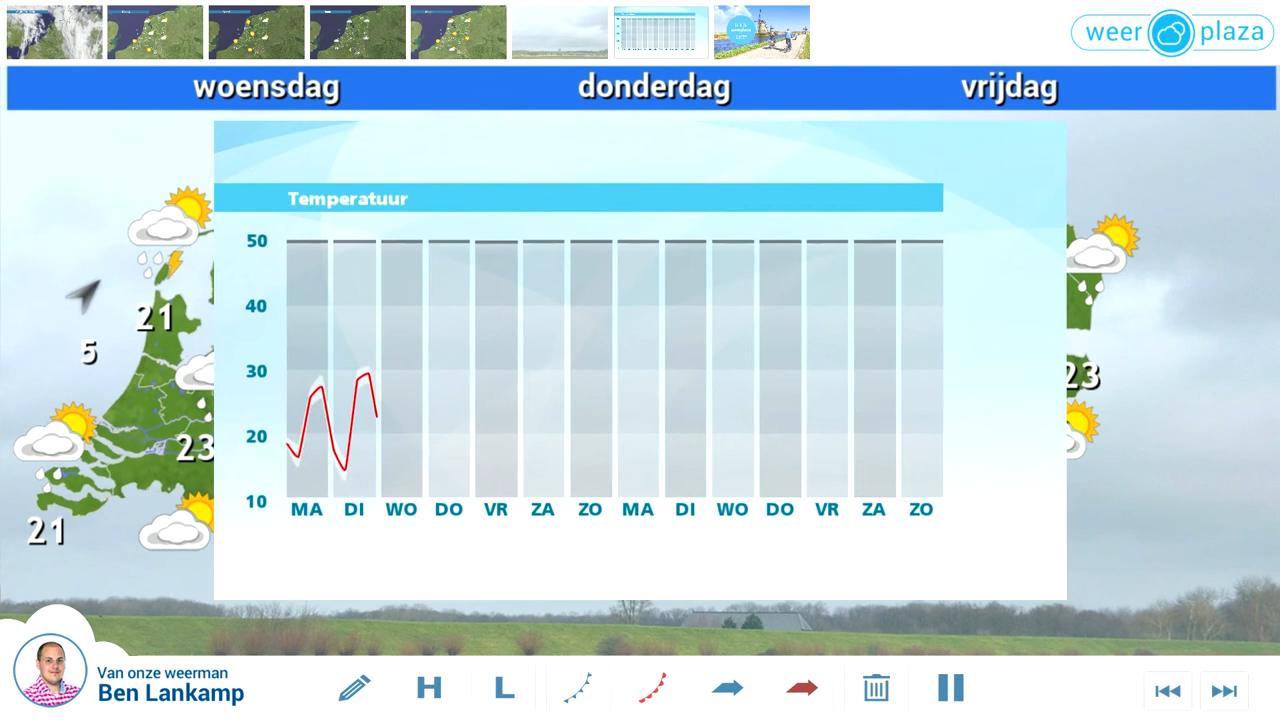 weer plaza
woensdag donderdag vrijdag
Temperatuur
50
40
30
20
10
MA DI WO DO VR ZA ZO MA DI WO DO VR ZA ZO
21
5
23
21
23
Van onze weerman
Ben Lankamp
H L